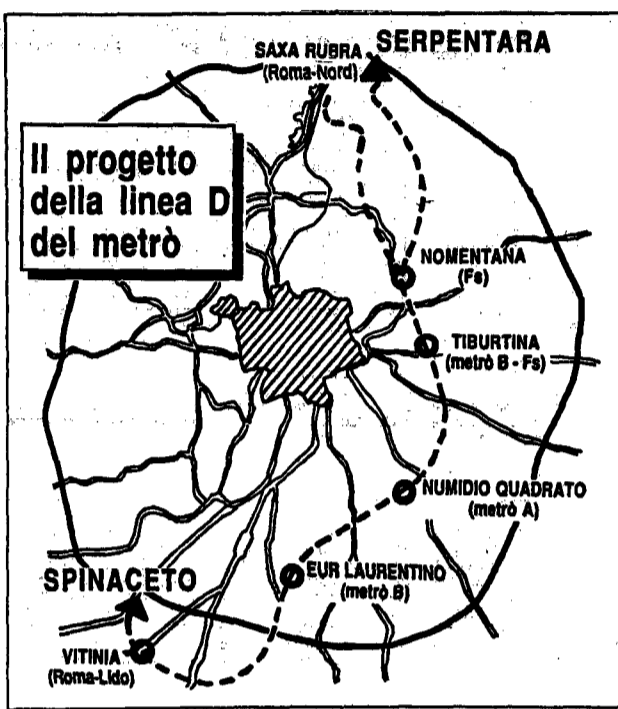 SAXA RUBRA
(Roma-Nord)
SERPENTARA
Il progetto
della linea D
del metrò
NOMENTANA
(Fs)
TIBURTINA
(metrò B - Fs)
NUMIDIO QUADRATO
(metrò A)
EUR LAURENTINO
(metrò B)
SPINACETO
VITINIA
(Roma-Lido)